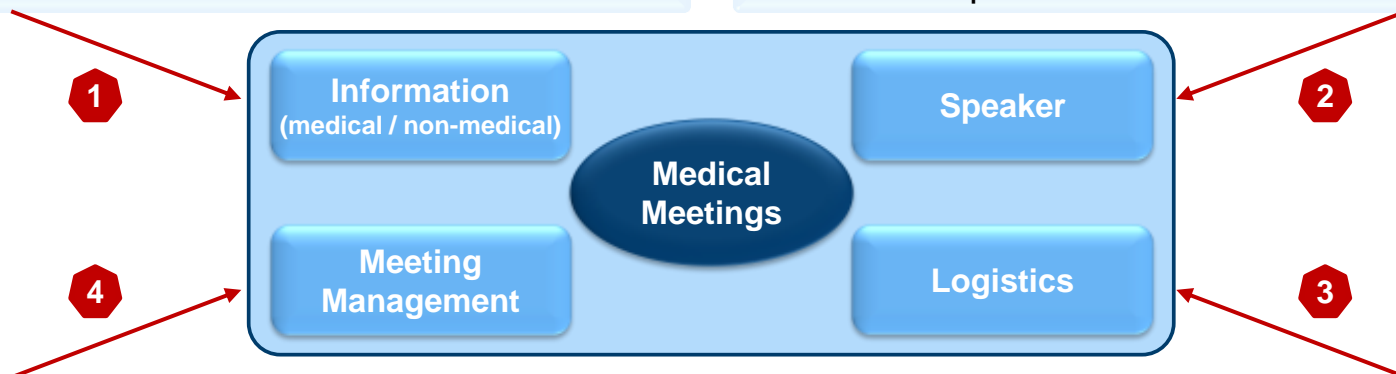 1
Information
(medical / non-medical)
Speaker
2
Medical
Meetings
4
Meeting
Management
Logistics
3